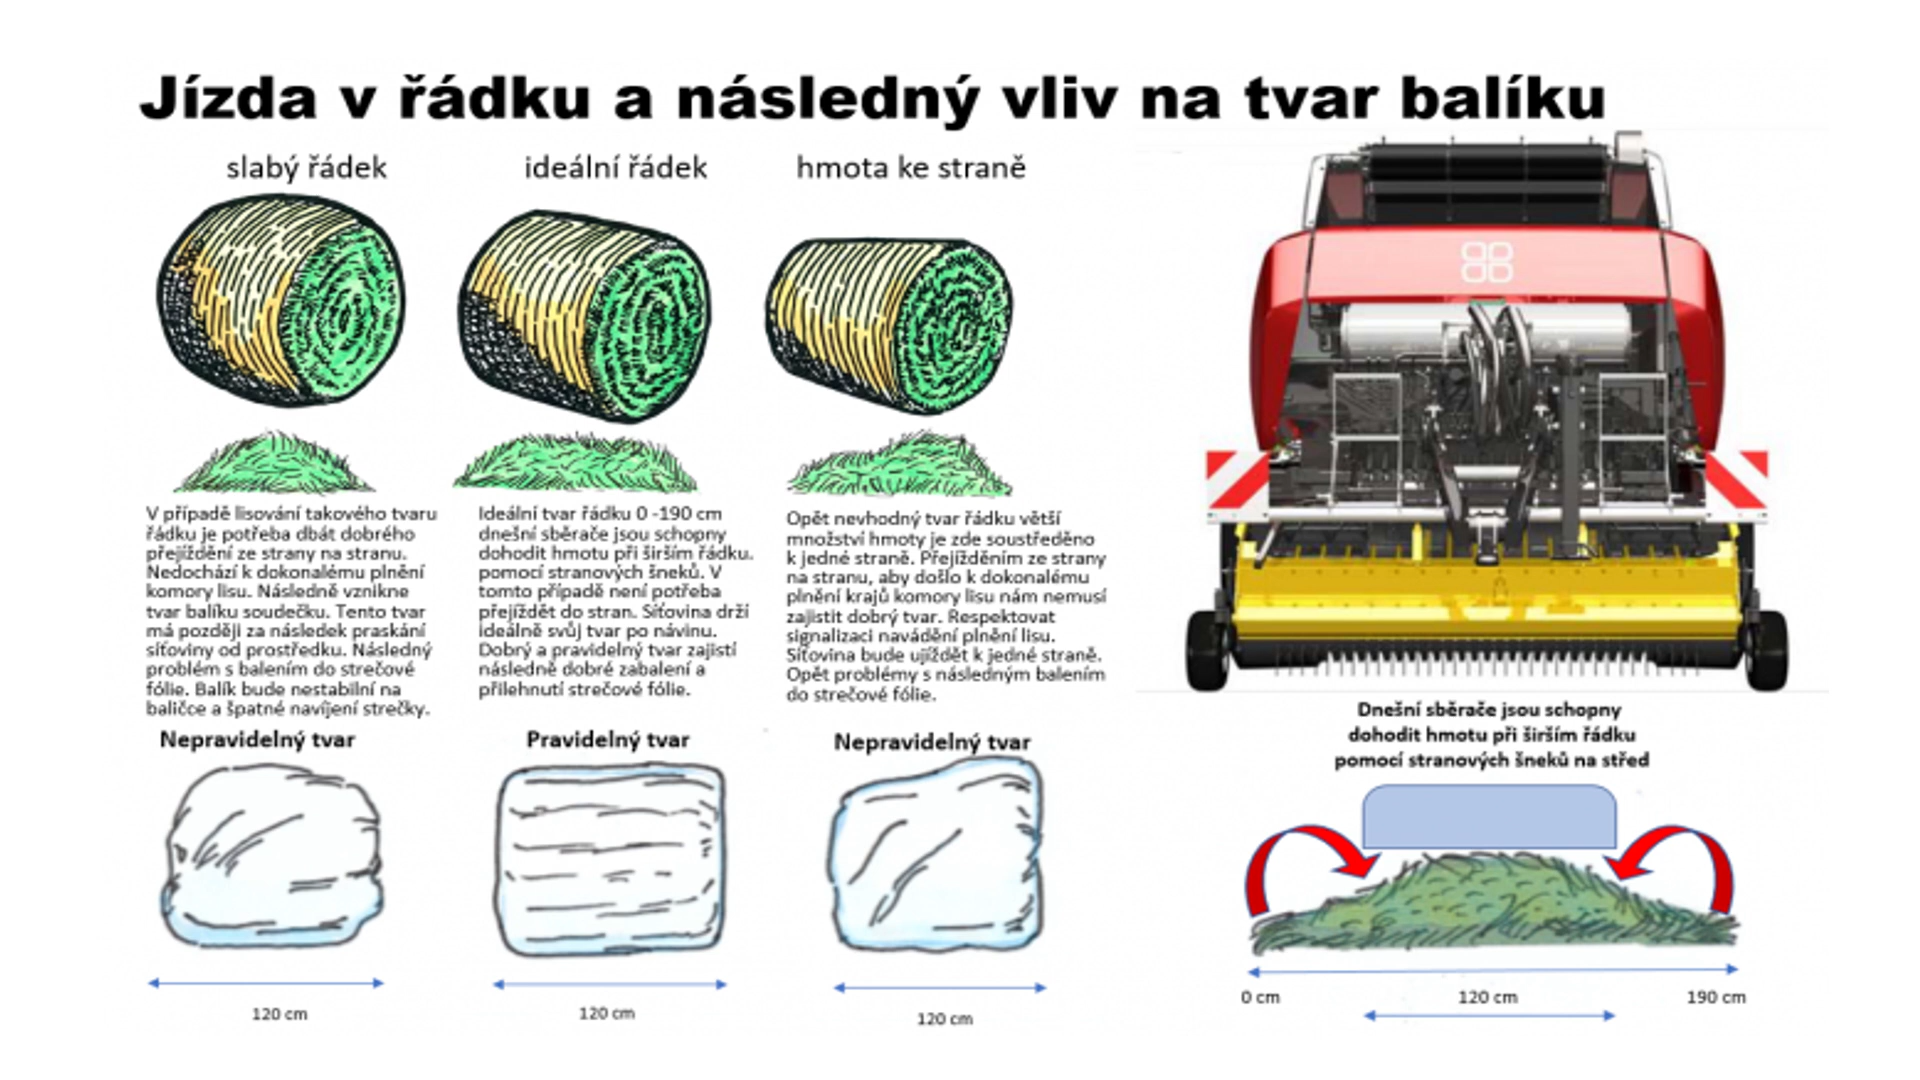 Jízda v řádku a následný vliv na tvar balíku
slabý řádek
V případě lisování takového tvaru
řádku je potřeba dbát dobrého
přejíždění ze strany na stranu.
Nedochází k dokonalému plnění
komory lisu. Následně vznikne
tvar balíku soudečku. Tento tvar
má později za následek praskání
síťoviny od prostředku. Následný
problém s balením do strečové
fólie. Balík bude nestabilní na
baličce a špatné navíjení strečky.
Nepravidelný tvar
120 cm
ideální řádek
Ideální tvar řádku 0 -190 cm
dnešní sběrače jsou schopny
dohodit hmotu při širším řádku.
pomocí stranových šneků. V
tomto případě není potřeba
přejíždět do stran. Síťovina drží
ideálně svůj tvar po návinu.
Dobrý a pravidelný tvar zajistí
následně dobré zabalení a
přilehnutí strečové fólie.
Pravidelný tvar
120 cm
hmota ke straně
Opět nevhodný tvar řádku větší
množství hmoty je zde soustředěno
k jedné straně. Přejížděním ze strany
na stranu, aby došlo k dokonalému
plnění krajů komory lisu nám nemusí
zajistit dobrý tvar. Respektovat
signalizaci navádění plnění lisu.
Síťovina bude ujíždět k jedné straně.
Opět problémy s následným balením
do strečové fólie.
Nepravidelný tvar
120 cm
Dnešní sběrače jsou schopny
dohodit hmotu při širším řádku
pomocí stranových šneků na střed
0 cm
120 cm
190 cm